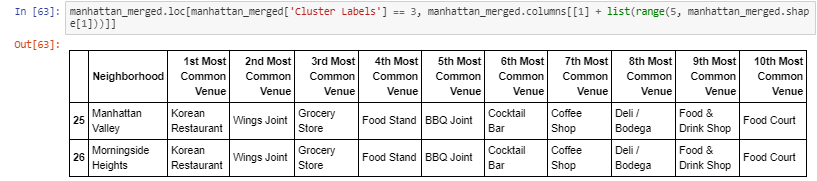 In [63]: manhattan_merged.loc[manhattan_merged['Cluster Labels'] == 3, manhattan_merged.columns[[1] + list(range(5, manhattan_merged.shap
e[1]))]]
Out[63]:
Neighborhood 1st Most Common Venue 2nd Most Common Venue 3rd Most Common Venue 4th Most Common Venue 5th Most Common Venue 6th Most Common Venue 7th Most Common Venue 8th Most Common Venue 9th Most Common Venue 10th Most Common Venue
25 Manhattan Valley Korean Restaurant Wings Joint Grocery Store Food Stand BBQ Joint Cocktail Bar Coffee Shop Deli / Bodega Food & Drink Shop Food Court
26 Morningside Heights Korean Restaurant Wings Joint Grocery Store Food Stand BBQ Joint Cocktail Bar Coffee Shop Deli / Bodega Food & Drink Shop Food Court